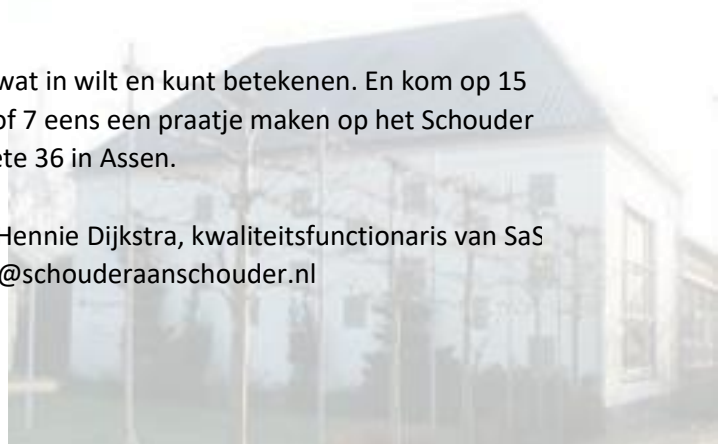 wat in wilt en kunt betekenen. En kom op 15
of 7 eens een praatje maken op het Schouder
ete 36 in Assen.
Hennie Dijkstra, kwaliteitsfunctionaris van SaS
@schouderaanschouder.nl